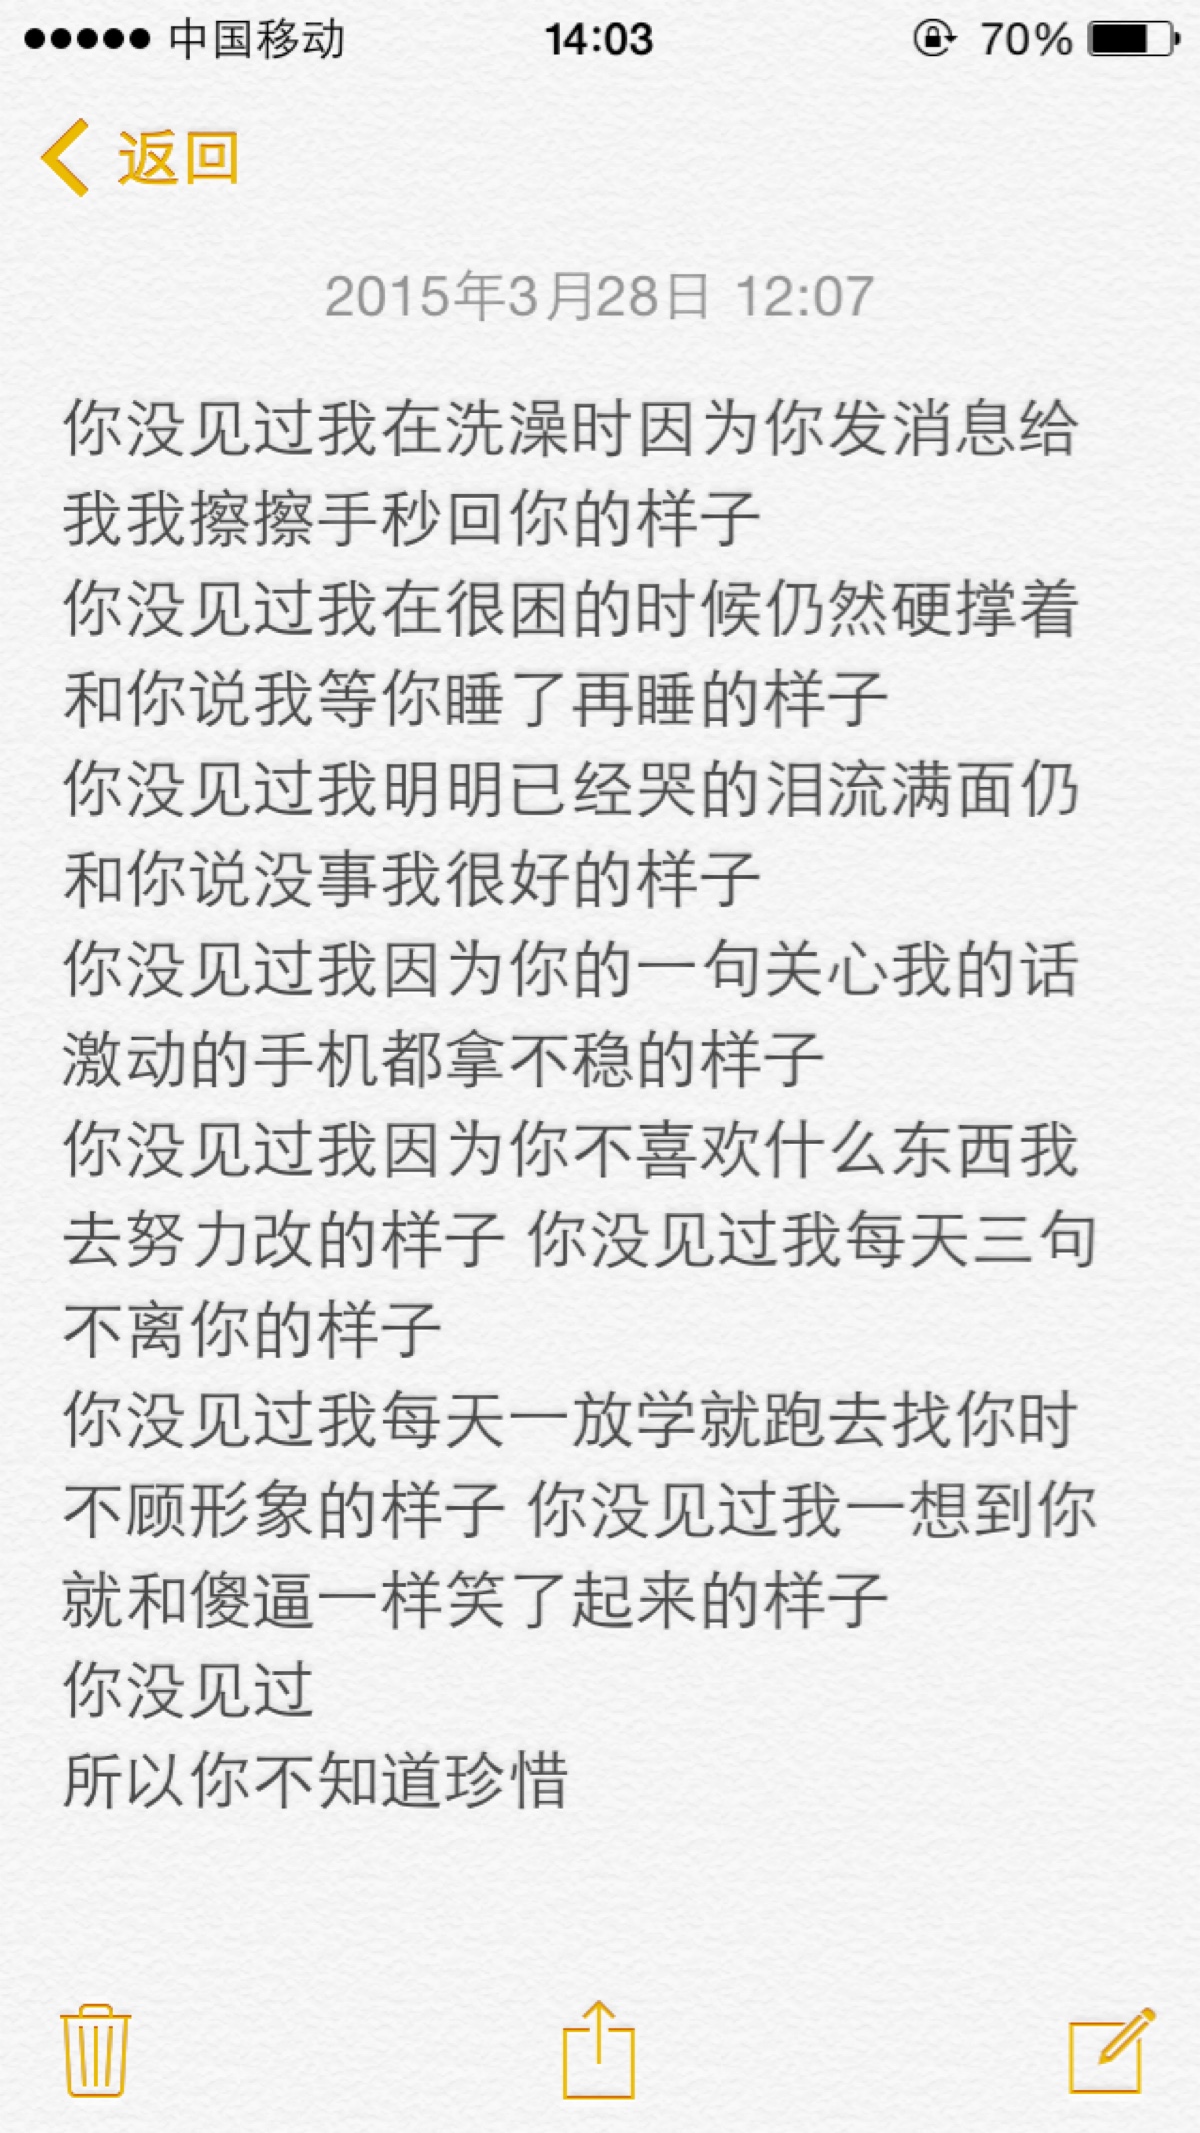 中国移动 14:03 70%
返回
2015年3月28日 12:07
你没见过我在洗澡时因为你发消息给
我我擦擦手秒回你的样子
你没见过我在很困的时候仍然硬撑着
和你说我等你睡了再睡的样子
你没见过我明明已经哭的泪流满面仍
和你说没事我很好的样子
你没见过我因为你的一句关心我的话
激动的手机都拿不稳的样子
你没见过我因为你不喜欢什么东西我
去努力改的样子 你没见过我每天三句
不离你的样子
你没见过我每天一放学就跑去找你时
不顾形象的样子 你没见过我一想到你
就和傻逼一样笑了起来的样子
你没见过
所以你不知道珍惜